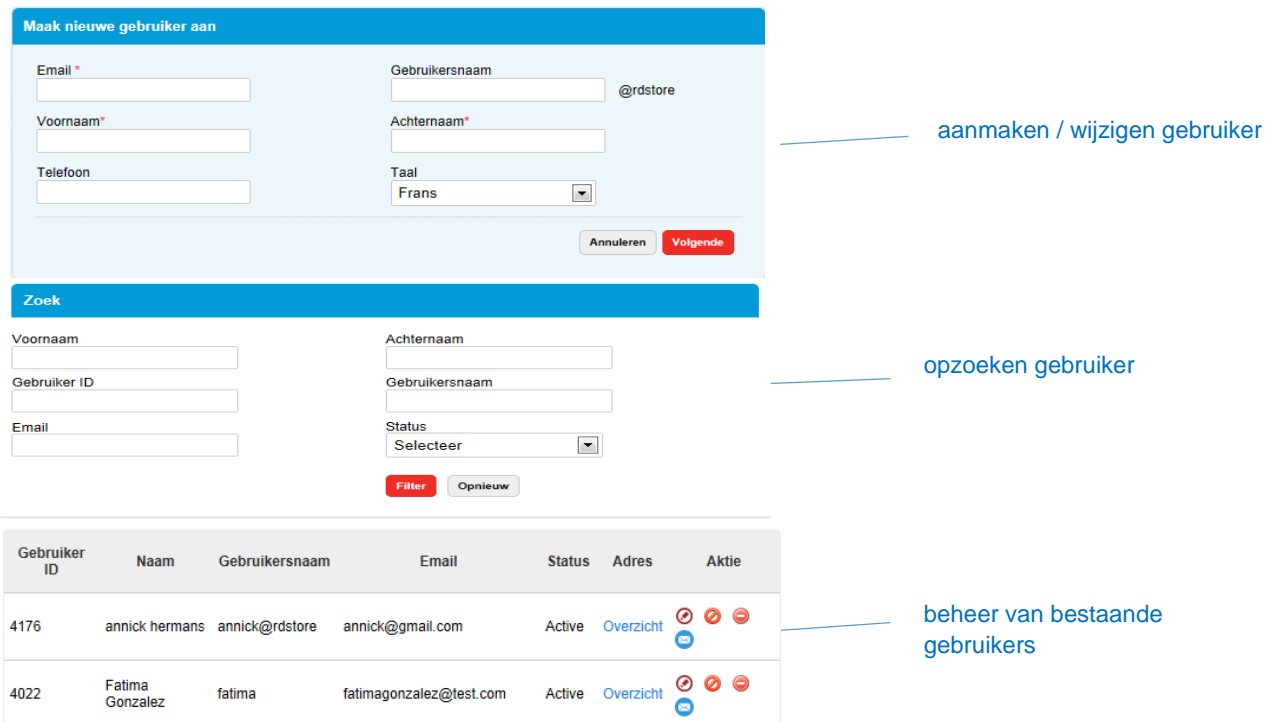 Maak nieuwe gebruiker aan
Email *
Gebruikersnaam
@rdstore
Voornaam*
Achternaam*
aanmaken / wijzigen gebruiker
Telefoon
Taal
Frans
Annuleren
Volgende
Zoek
Voornaam
Achternaam
Gebruiker ID
Gebruikersnaam
opzoeken gebruiker
Email
Status
Selecteer
Filter
Opnieuw
Gebruiker ID
Naam
Gebruikersnaam
Email
Status
Adres
Aktie
4176
annick hermans
annick@rdstore
annick@gmail.com
Active
Overzicht
beheer van bestaande
gebruikers
4022
Fatima
Gonzalez
fatima
fatimagonzalez@test.com
Active
Overzicht